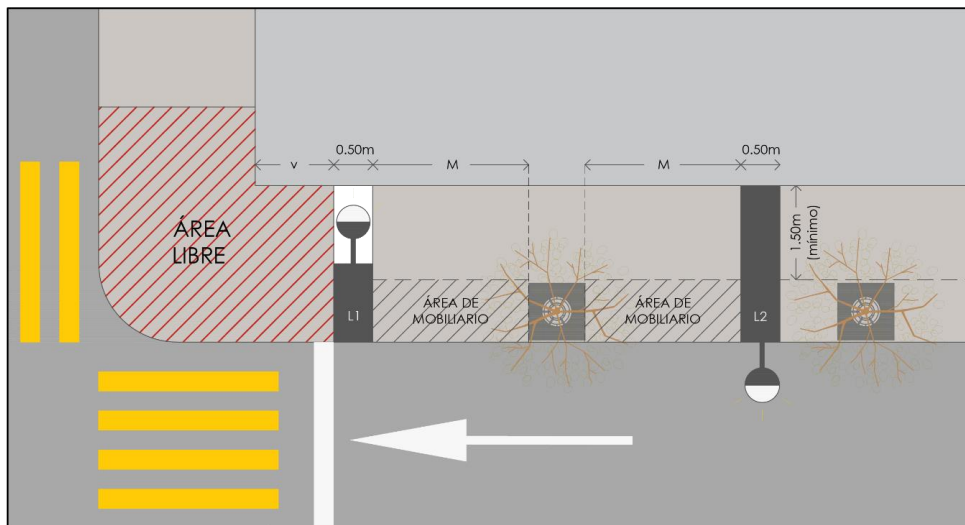 0.50m
0.50m
v
M
M
1.50m
(mínimo)
ÁREA
LIBRE
L1
ÁREA DE
MOBILIARIO
ÁREA DE
MOBILIARIO
L2